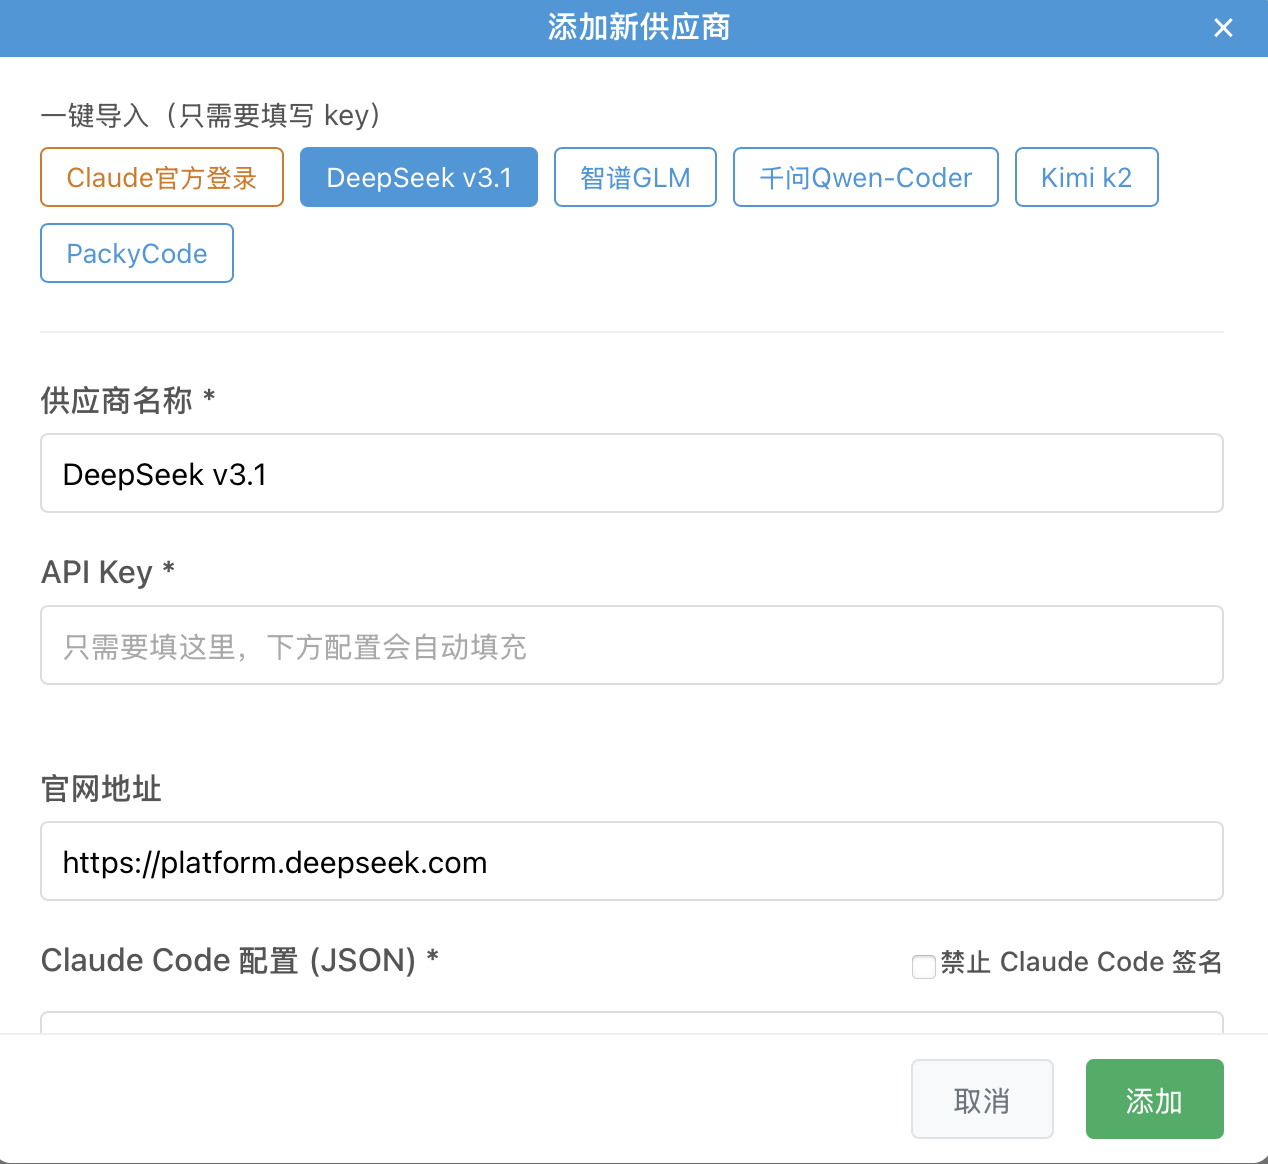 添加新供应商
一键导入（只需要填写 key）
Claude官方登录 DeepSeek v3.1 智谱GLM 千问Qwen-Coder Kimi k2
PackyCode
供应商名称 *
DeepSeek v3.1
API Key *
只需要填这里，下方配置会自动填充
官网地址
https://platform.deepseek.com
Claude Code 配置 (JSON) * 禁止 Claude Code 签名
取消 添加